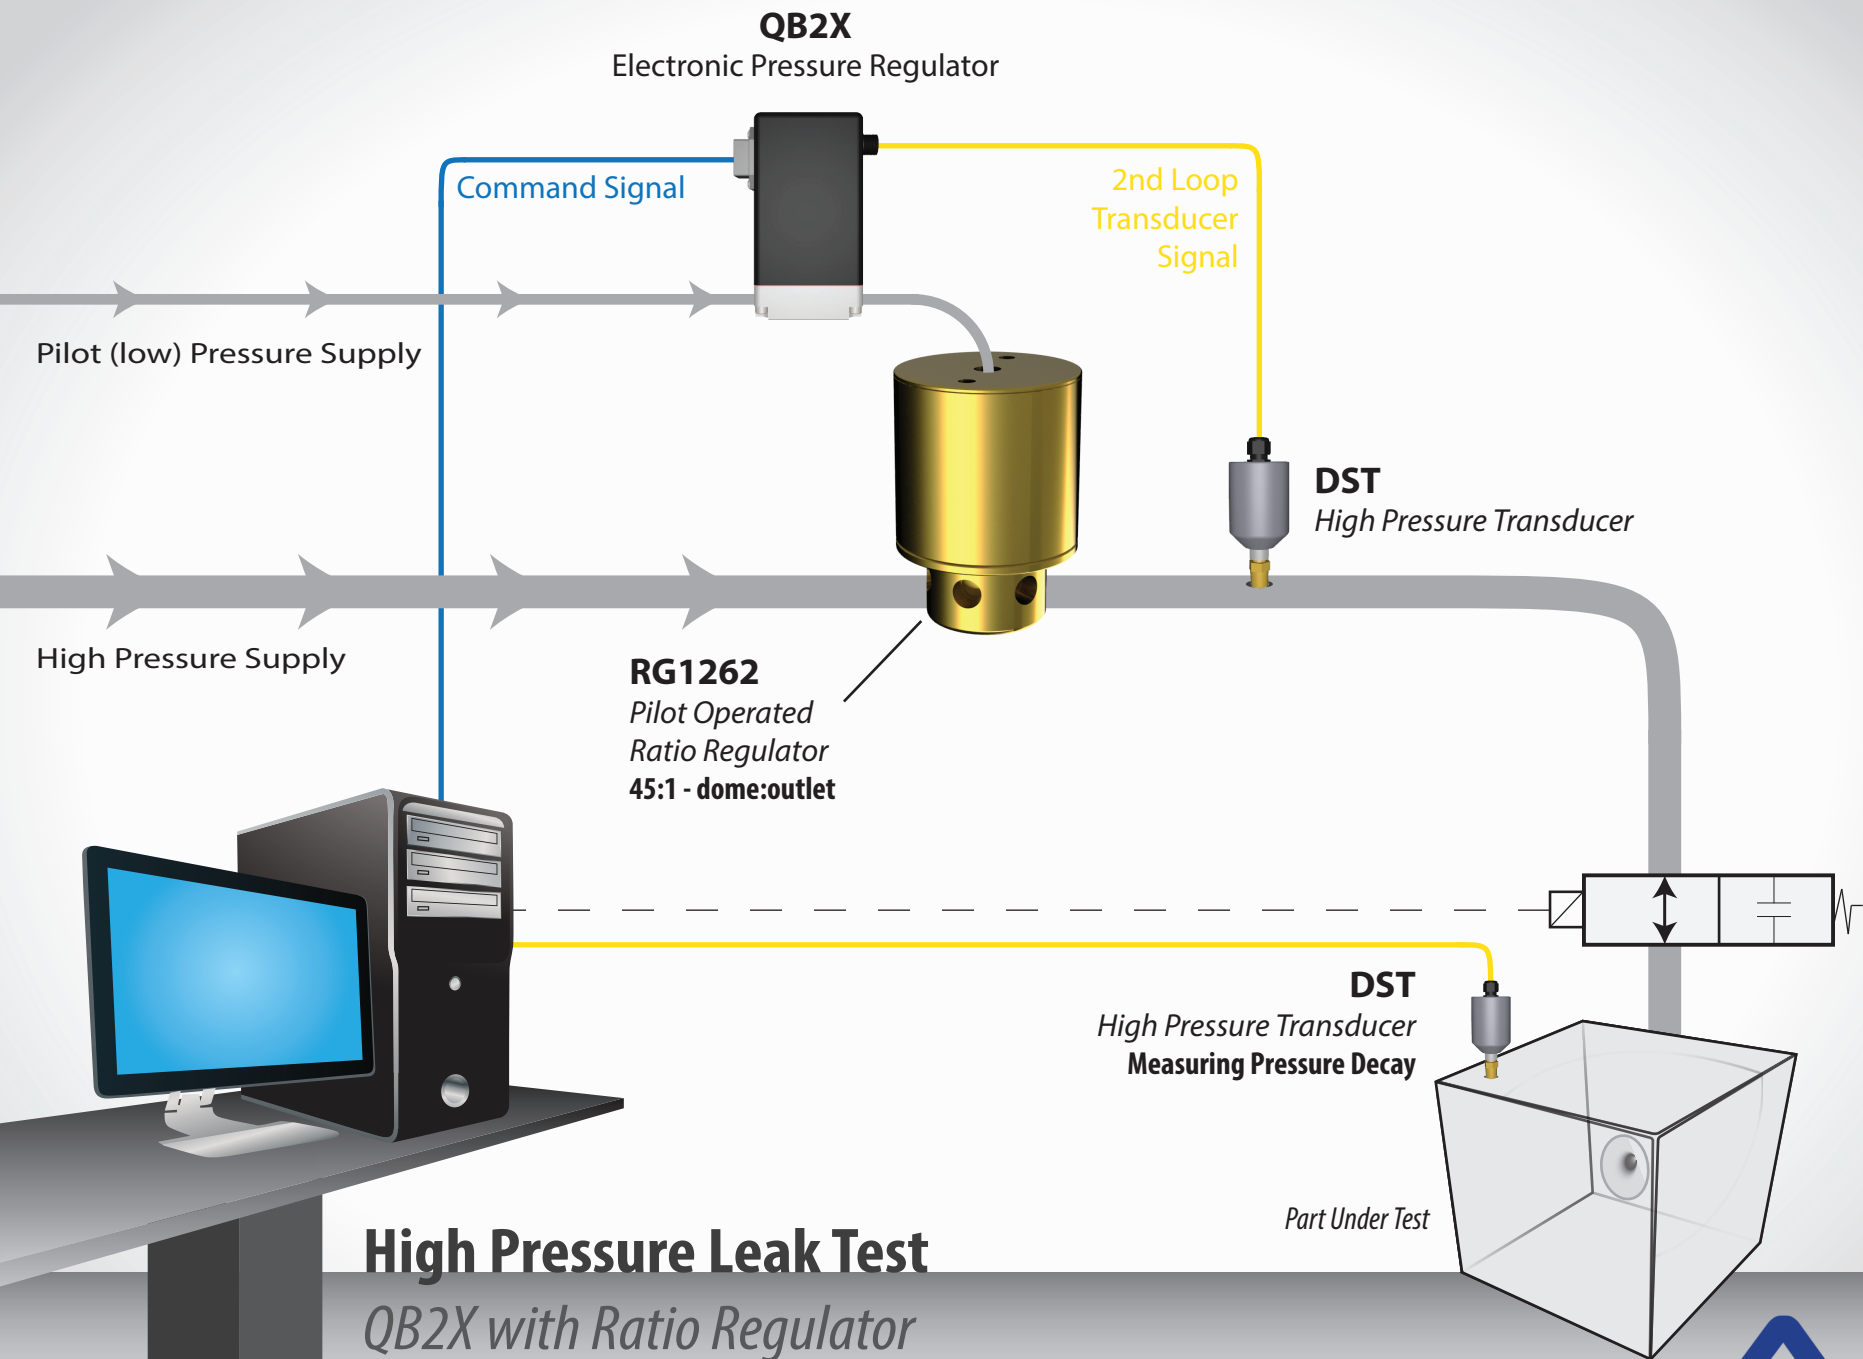 QB2X
Electronic Pressure Regulator
Command Signal
2nd Loop
Transducer
Signal
Pilot (low) Pressure Supply
DST
High Pressure Transducer
High Pressure Supply
RG1262
Pilot Operated
Ratio Regulator
45:1 - dome:outlet
DST
High Pressure Transducer
Measuring Pressure Decay
Part Under Test
High Pressure Leak Test
QB2X with Ratio Regulator